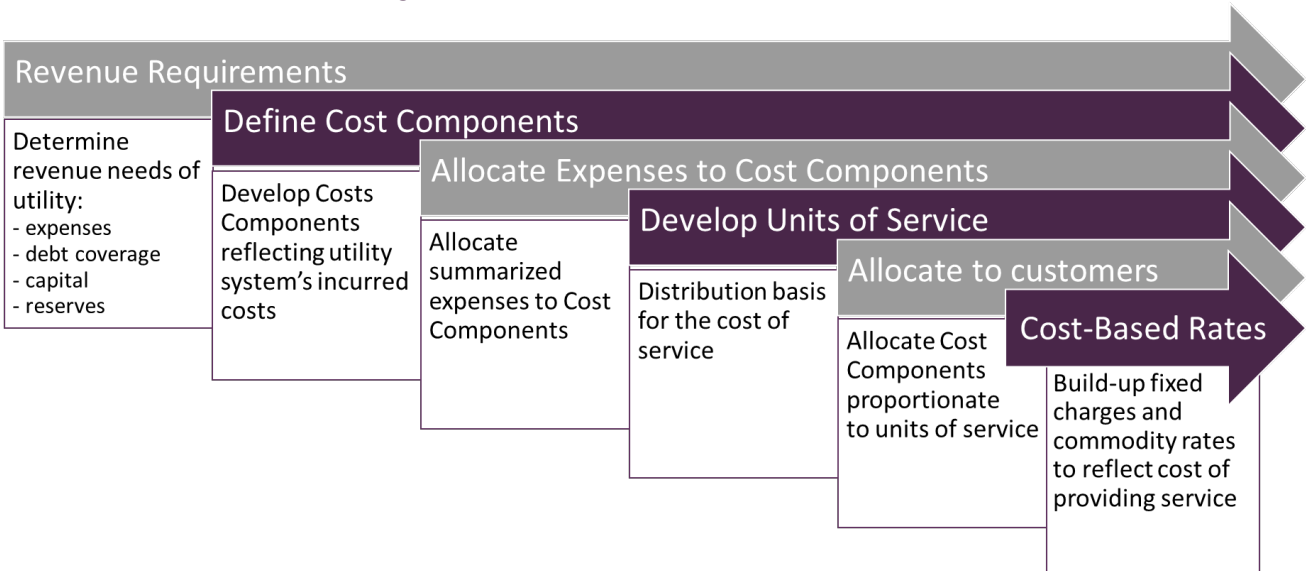 Revenue Requirements
Determine
revenue needs of
utility:
- expenses
- debt coverage
- capital
- reserves
Define Cost Components
Develop Costs
Components
reflecting utility
system's incurred
costs
Allocate Expenses to Cost Components
Allocate
summarized
expenses to Cost
Components
Develop Units of Service
Distribution basis
for the cost of
service
Allocate to customers
Allocate Cost
Components
proportionate
to units of service
Cost-Based Rates
Build-up fixed
charges and
commodity rates
to reflect cost of
providing service